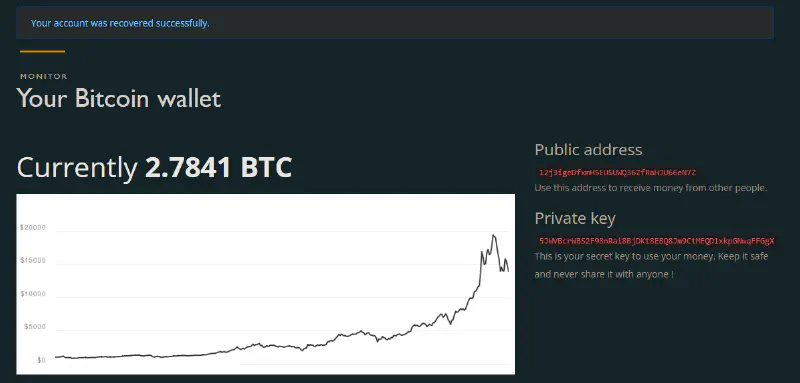 Your account was recovered successfully.
MONITOR
Your Bitcoin wallet
Currently 2.7841 BTC
$20000
$15000
$10000
$5000
$0
Public address
Use this address to receive money from other people.
Private key
This is your secret key to use your money. Keep it safe
and never share it with anyone !